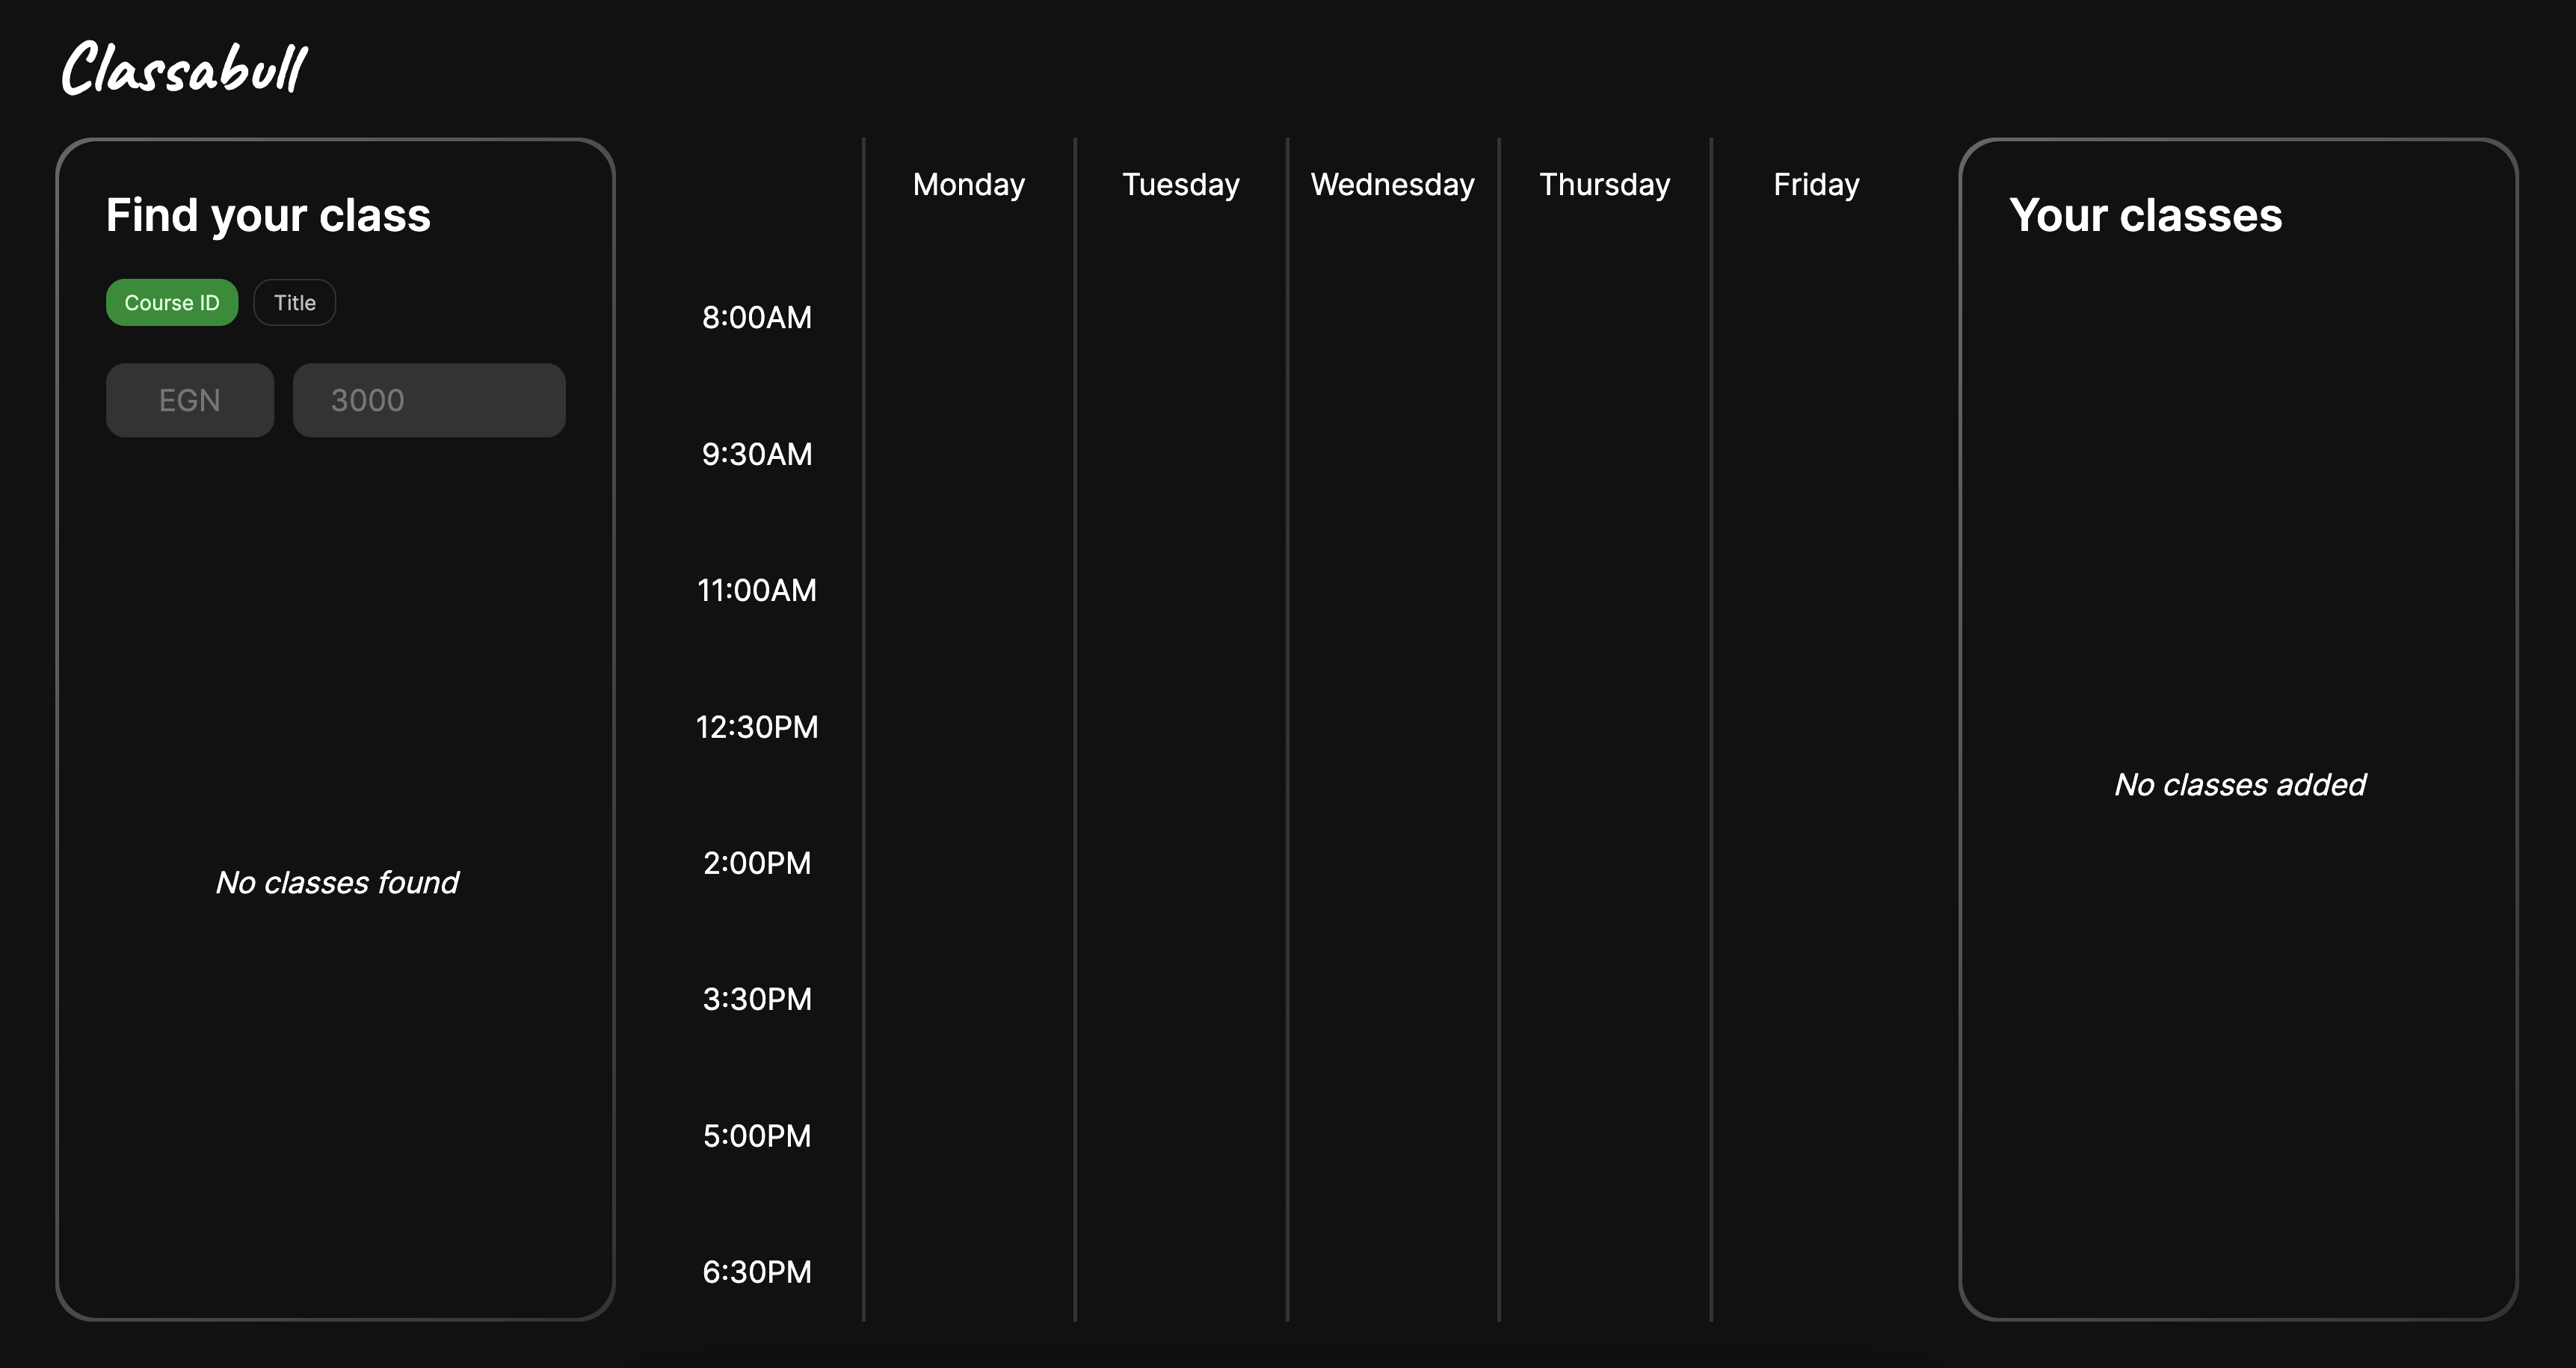 Classabull
Find your class
Course ID Title
EGN 3000
No classes found
Monday Tuesday Wednesday Thursday Friday
8:00AM
9:30AM
11:00AM
12:30PM
2:00PM
3:30PM
5:00PM
6:30PM
Your classes
No classes added